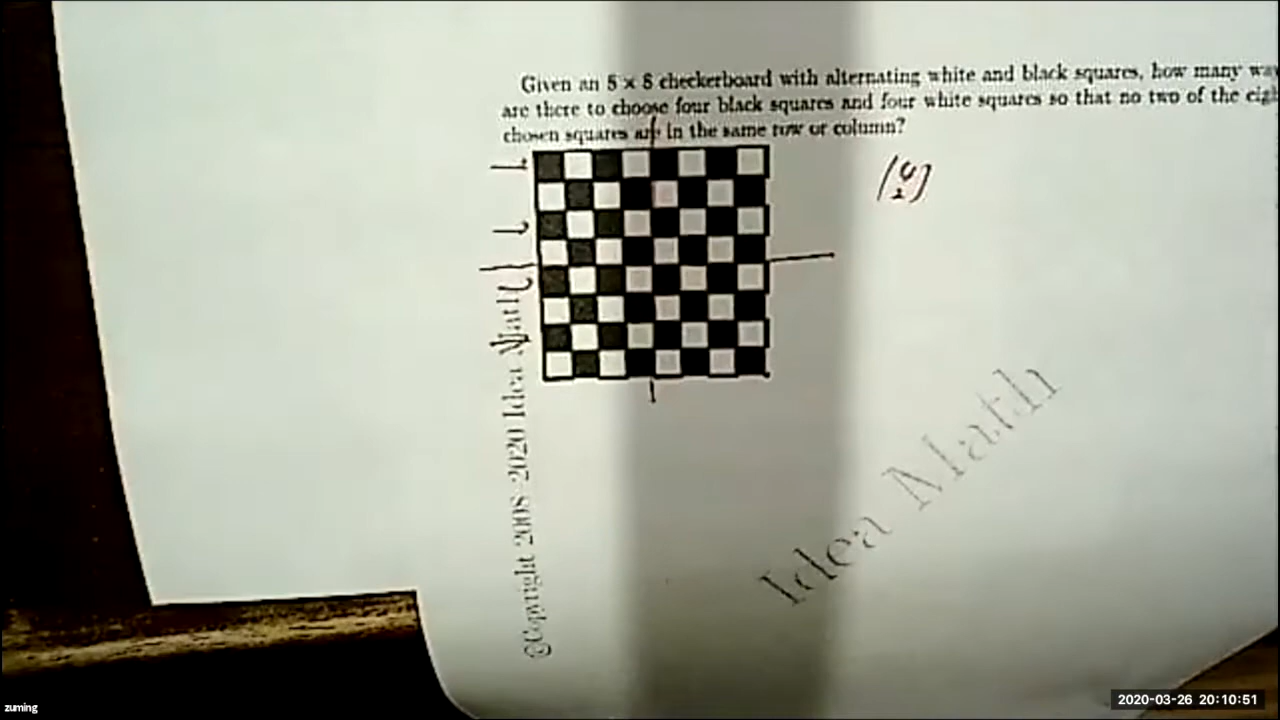 Given an 8 × 8 checkerboard with alternating white and black squares, how many
are there to choose four black squares and four white squares so that no two of the
chosen squares are in the same row or column?
©Copyright 2008-2020 Idea Math
Idea Math
zuming
2020-03-26 20:10:51